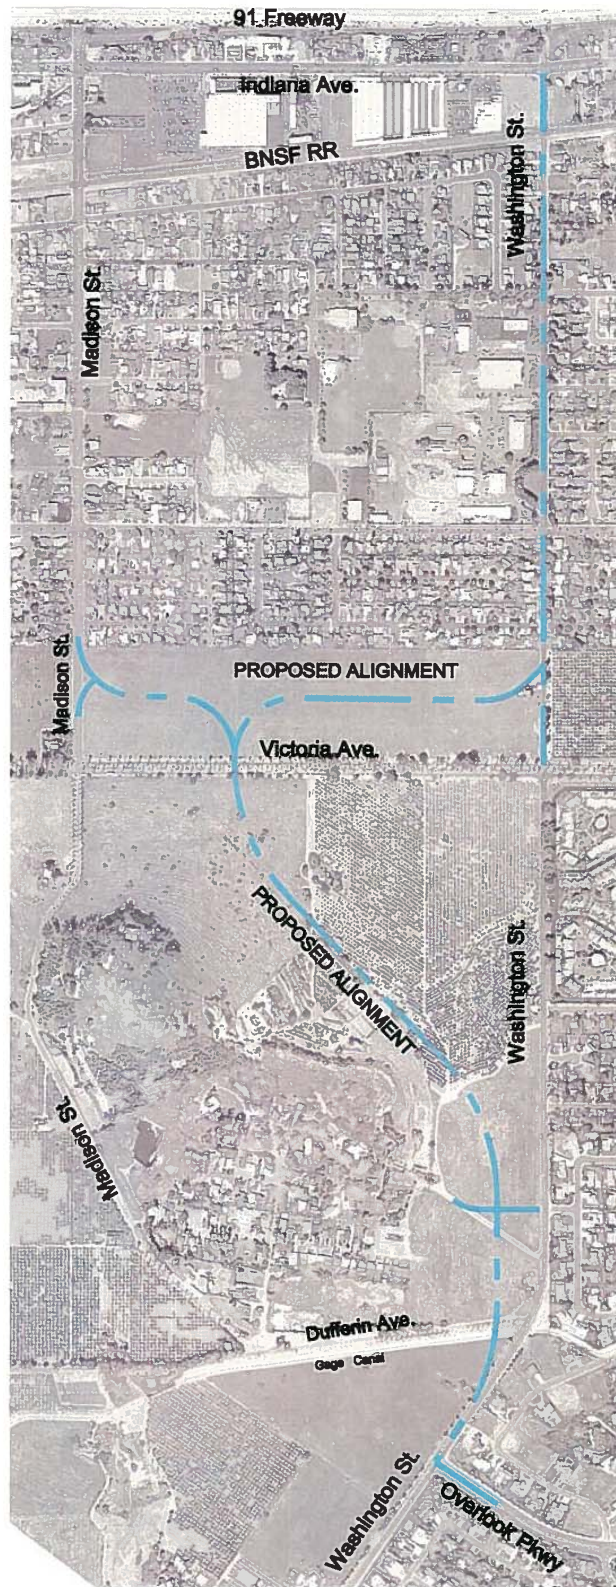 91 Freeway
Indiana Ave.
BNSF RR
Washington St.
Madison St.
Madison St.
PROPOSED ALIGNMENT
Victoria Ave.
PROPOSED ALIGNMENT
Washington St.
Madison St.
Dufferin Ave.
Gage Canal
Washington St.
Overlook Pkwy